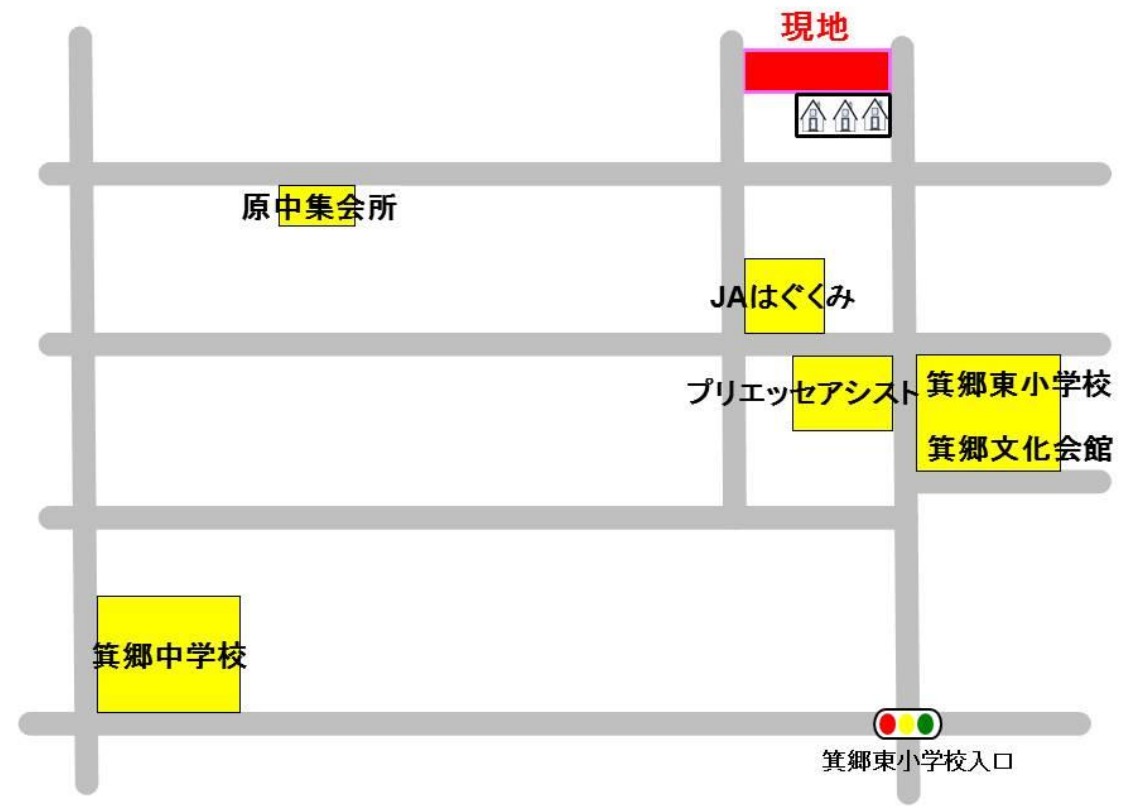 現地
原中集会所
JAはぐくみ
プリエッセアシスト
箕郷東小学校
箕郷文化会館
箕郷中学校
箕郷東小学校入口